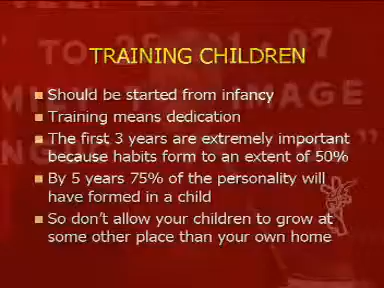 TRAINING CHILDREN
Should be started from infancy
Training means dedication
The first 3 years are extremely important
because habits form to an extent of 50%
By 5 years 75% of the personality will
have formed in a child
So don't allow your children to grow at
some other place than your own home